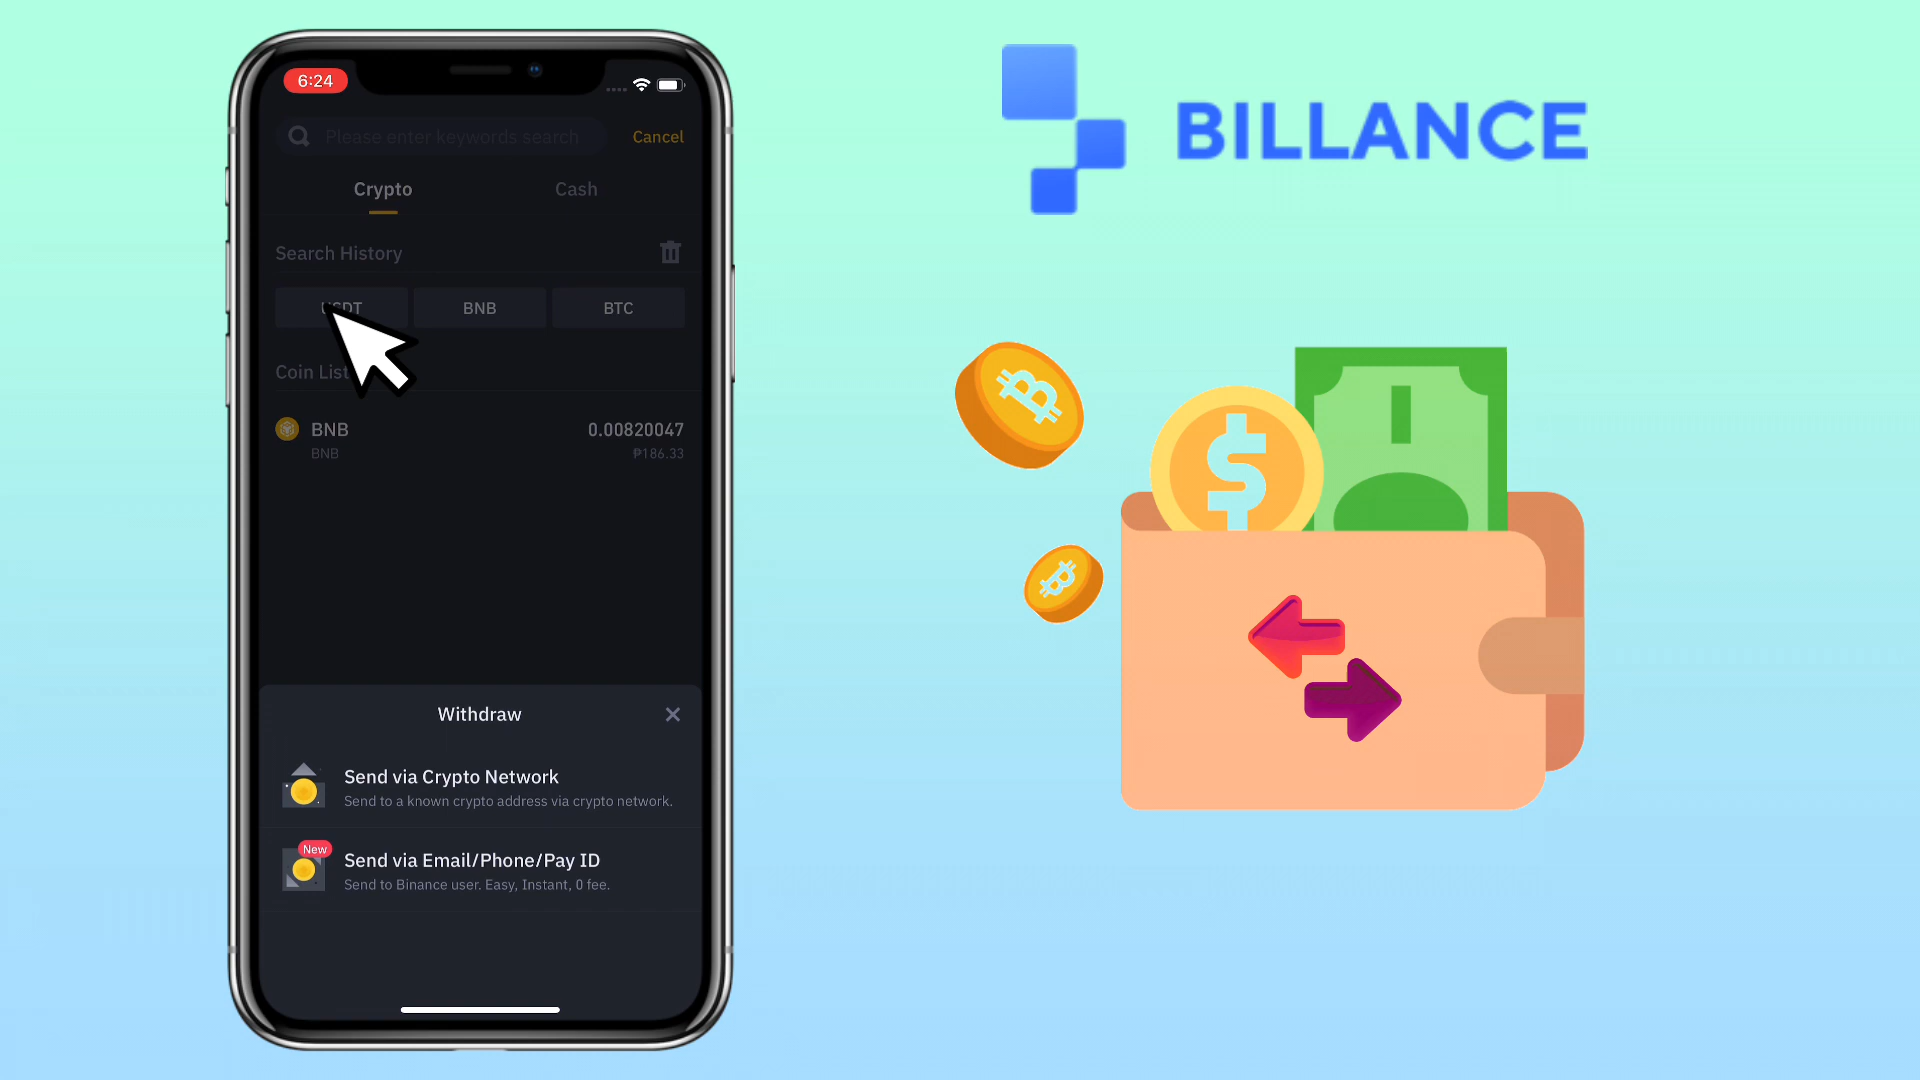 6:24
Please enter keywords search
Cancel
Crypto
Cash
Search History
USDT
BNB
BTC
Coin List
BNB
0.00820047
BNB
₱186.33
Withdraw
Send via Crypto Network
Send to a known crypto address via crypto network.
New
Send via Email/Phone/Pay ID
Send to Binance user. Easy, Instant, 0 fee.
BILLANCE